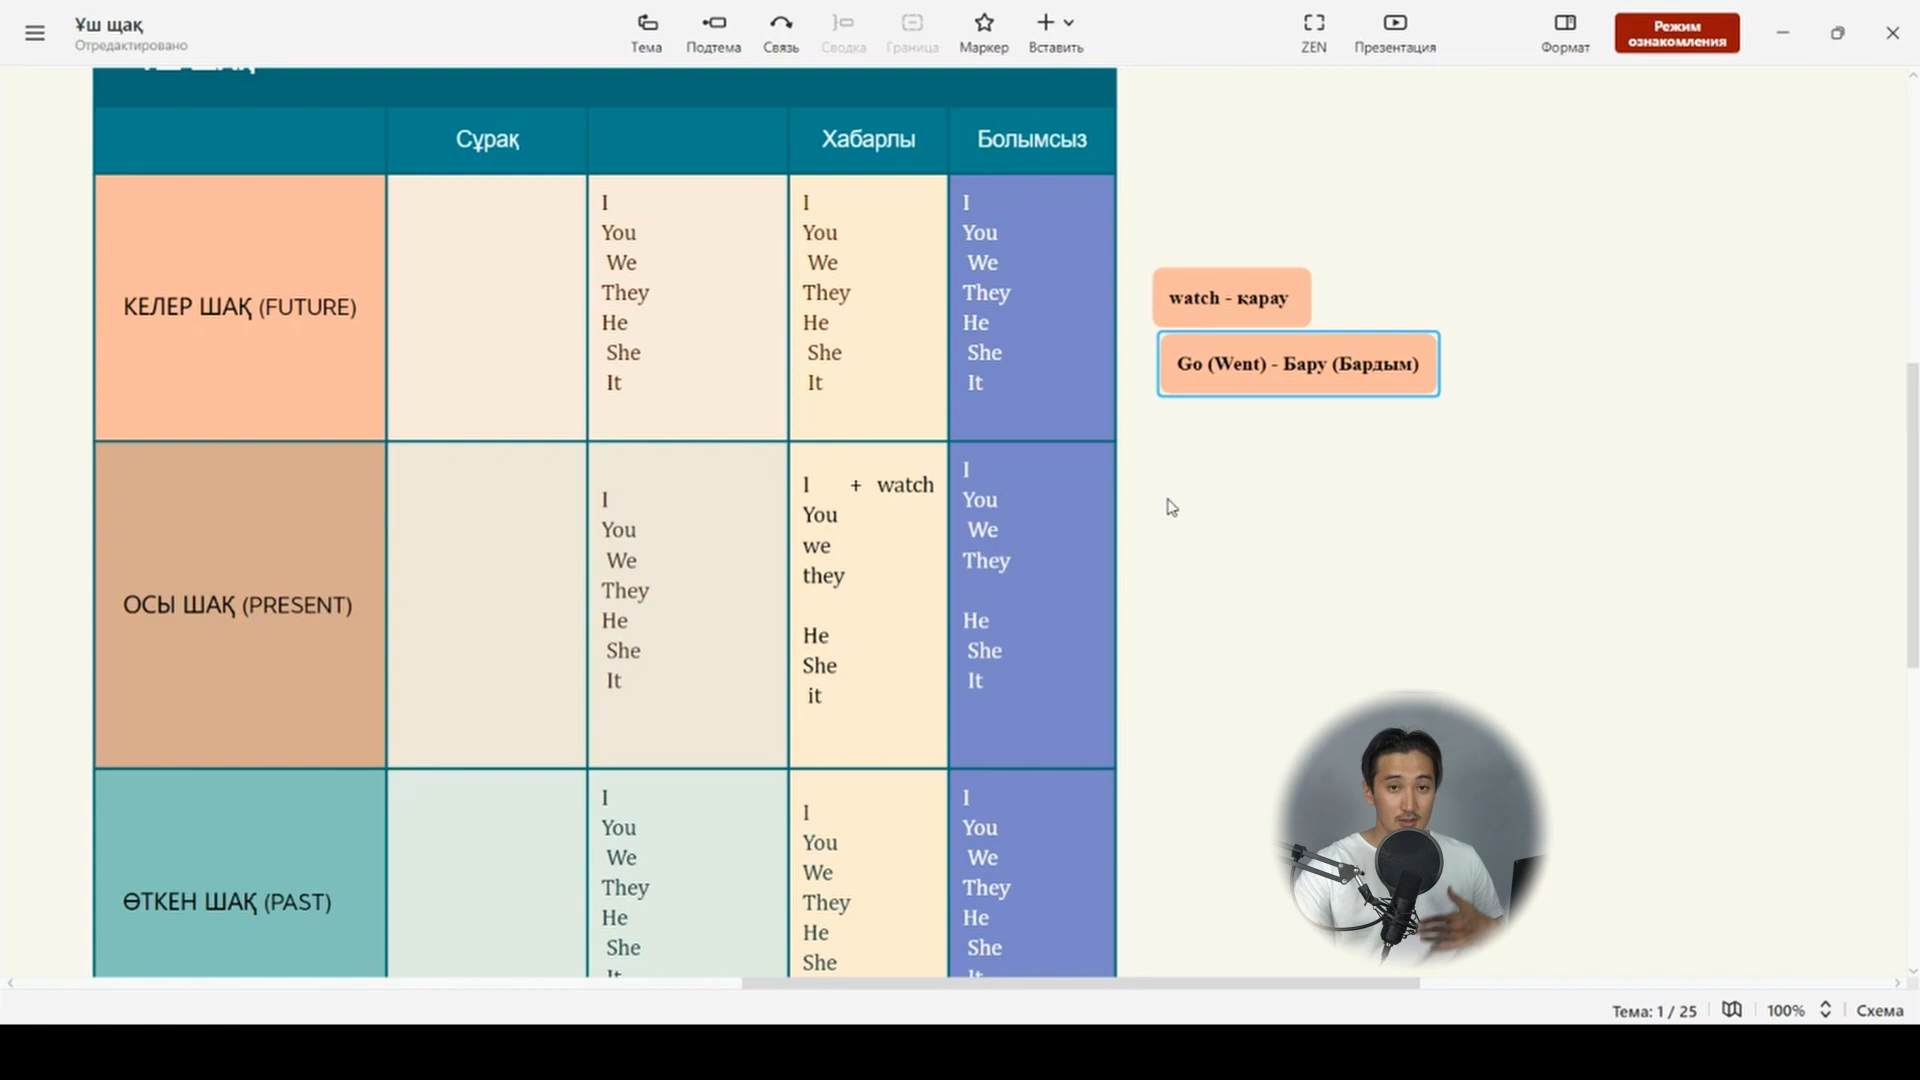 Ұш щақ
Отредактировано
Тема
Подтема
Связь
Сводка
Граница
Маркер
Вставить
ZEN
Презентация
Формат
Режим
ознакомления
Сұрақ
Хабарлы
Болымсыз
КЕЛЕР ШАҚ (FUTURE)
I
You
We
They
He
She
It
I
You
We
They
He
She
It
I
You
We
They
He
She
It
watch - қарау
Go (Went) - Бару (Бардым)
ОСЫ ШАҚ (PRESENT)
I
You
We
They
He
She
It
I + watch
You
we
they
He
She
it
I
You
We
They
He
She
It
ӨТКЕН ШАҚ (PAST)
I
You
We
They
He
She
It
I
You
We
They
He
She
I
You
We
They
He
She
It
Тема: 1 / 25
100%
Схема